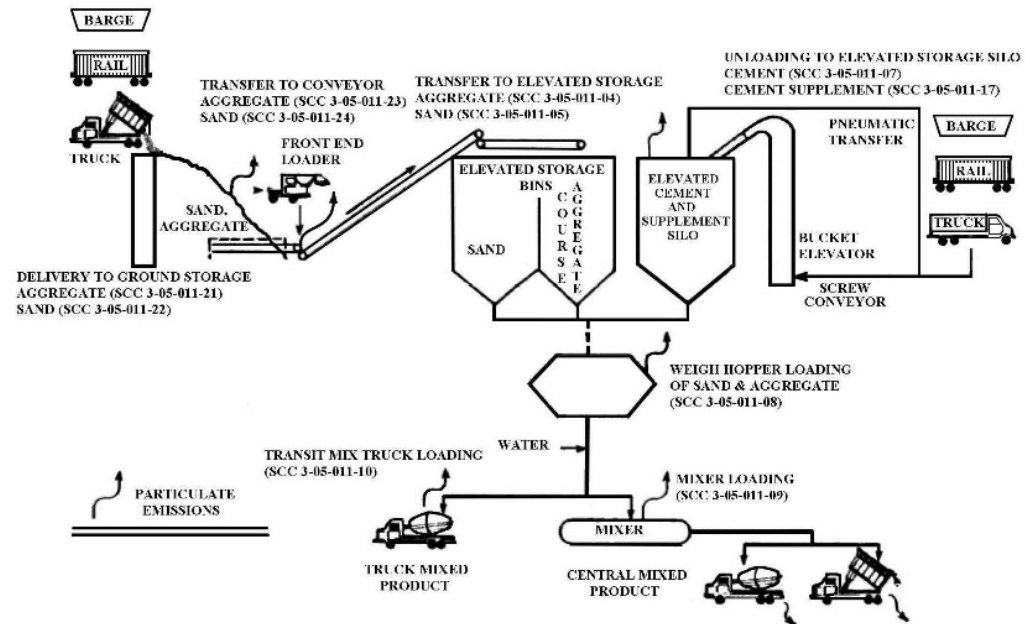 BARGE
RAIL
TRUCK
TRANSFER TO CONVEYOR
AGGREGATE (SCC 3-05-011-23)
SAND (SCC 3-05-011-24)
FRONT END
LOADER
SAND,
AGGREGATE
DELIVERY TO GROUND STORAGE
AGGREGATE (SCC 3-05-011-21)
SAND (SCC 3-05-011-22)
TRANSFER TO ELEVATED STORAGE
AGGREGATE (SCC 3-05-011-04)
SAND (SCC 3-05-011-05)
ELEVATED STORAGE
BINS
SAND
COURSE
AGGREGATE
ELEVATED
CEMENT
AND
SUPPLEMENT
SILO
UNLOADING TO ELEVATED STORAGE SILO
CEMENT (SCC 3-05-011-07)
CEMENT SUPPLEMENT (SCC 3-05-011-17)
PNEUMATIC
TRANSFER
BARGE
RAIL
TRUCK
BUCKET
ELEVATOR
SCREW
CONVEYOR
WEIGH HOPPER LOADING
OF SAND & AGGREGATE
(SCC 3-05-011-08)
WATER
TRANSIT MIX TRUCK LOADING
(SCC 3-05-011-10)
MIXER LOADING
(SCC 3-05-011-09)
PARTICULATE
EMISSIONS
MIXER
TRUCK MIXED
PRODUCT
CENTRAL MIXED
PRODUCT